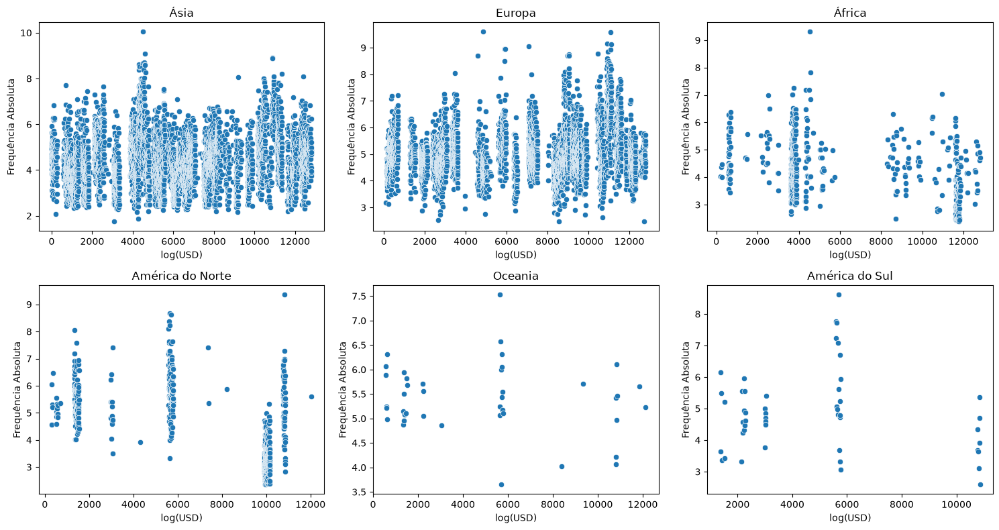 Ásia
Frequência Absoluta
10
8
6
4
2
0 2000 4000 6000 8000 10000 12000
log(USD)
Europa
Frequência Absoluta
9
8
7
6
5
4
3
0 2000 4000 6000 8000 10000 12000
log(USD)
África
Frequência Absoluta
9
8
7
6
5
4
3
0 2000 4000 6000 8000 10000 12000
log(USD)
América do Norte
Frequência Absoluta
9
8
7
6
5
4
3
0 2000 4000 6000 8000 10000 12000
log(USD)
Oceania
Frequência Absoluta
7.5
7.0
6.5
6.0
5.5
5.0
4.5
4.0
3.5
0 2000 4000 6000 8000 10000 12000
log(USD)
América do Sul
Frequência Absoluta
8
7
6
5
4
3
2000 4000 6000 8000 10000
log(USD)